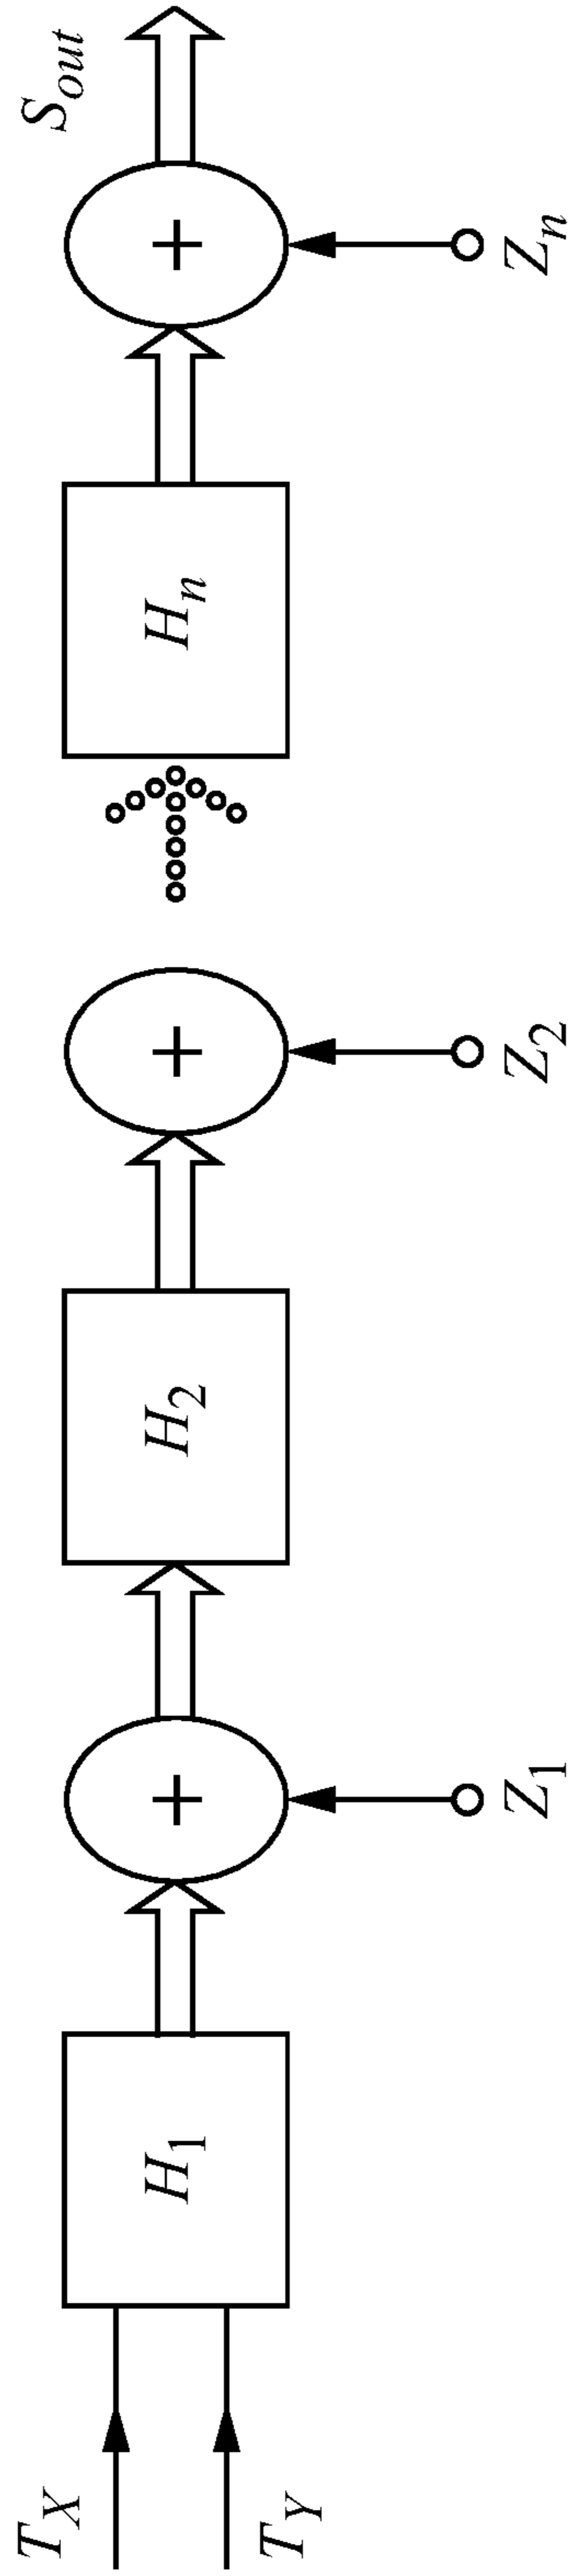 T_X
T_Y
H_1
+
Z_1
H_2
+
Z_2
H_n
+
Z_n
S_out